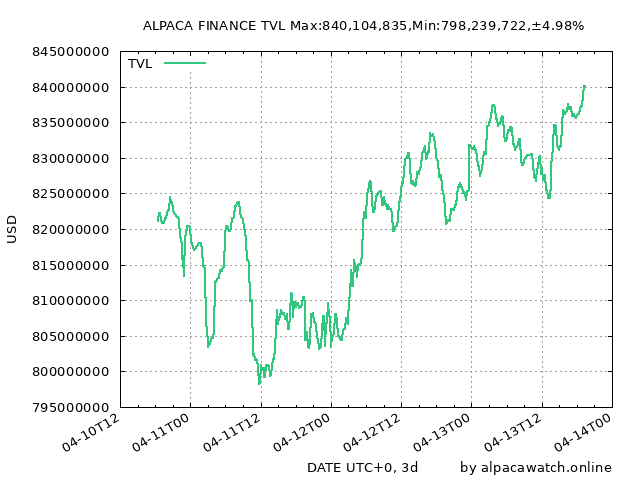 ALPACA FINANCE TVL Max:840,104,835,Min:798,239,722,±4.98%
845000000
840000000
835000000
830000000
825000000
820000000
815000000
810000000
805000000
800000000
795000000
TVL
USD
04-10T12
04-11T00
04-11T12
04-12T00
04-12T12
04-13T00
04-13T12
04-14T00
DATE UTC+0, 3d
by alpacawatch.online